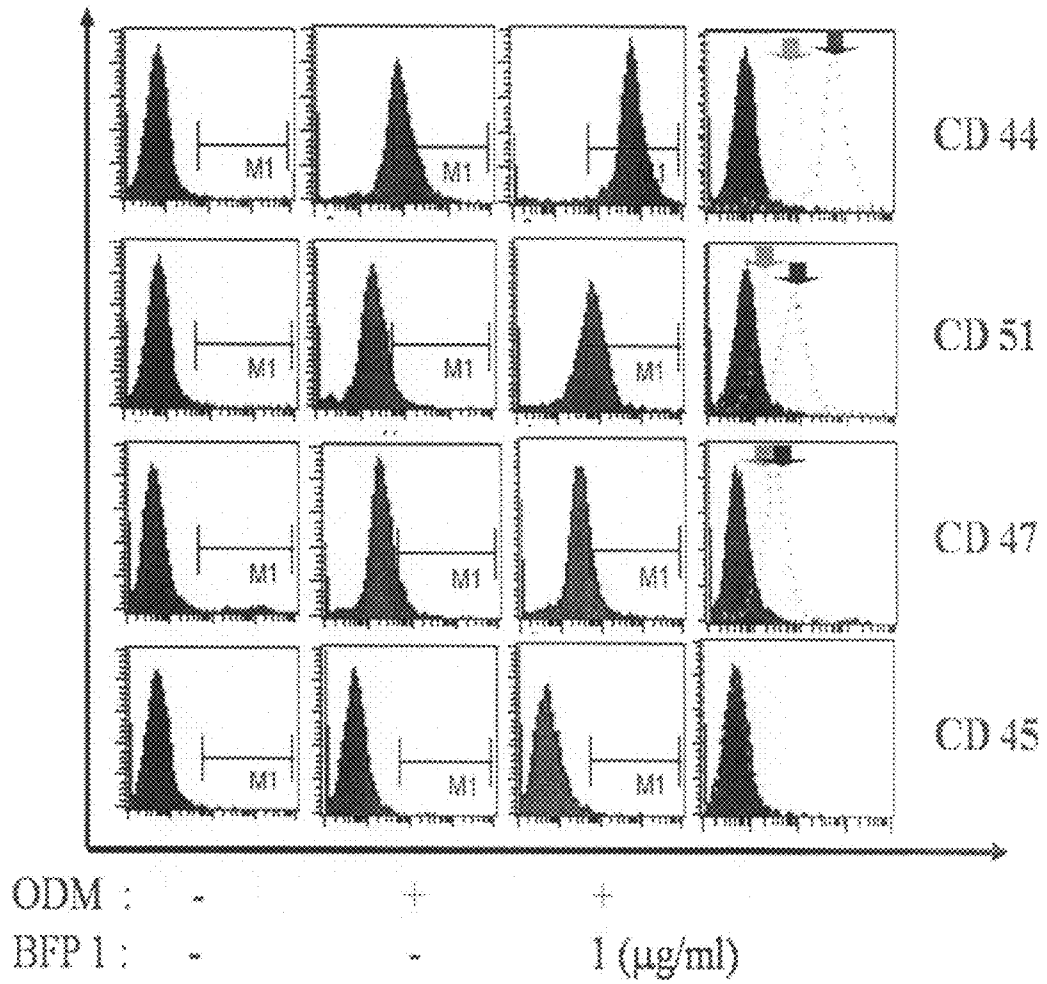 M1 M1 M1 CD 44
M1 M1 M1 CD 51
M1 M1 M1 CD 47
M1 M1 M1 CD 45
ODM : - + +
BFP 1 : - - 1 (µg/ml)